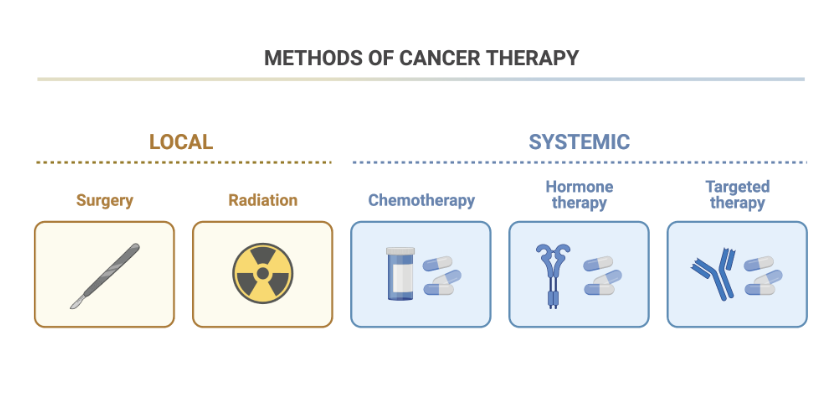 METHODS OF CANCER THERAPY
LOCAL
SYSTEMIC
Surgery
Radiation
Chemotherapy
Hormone
therapy
Targeted
therapy